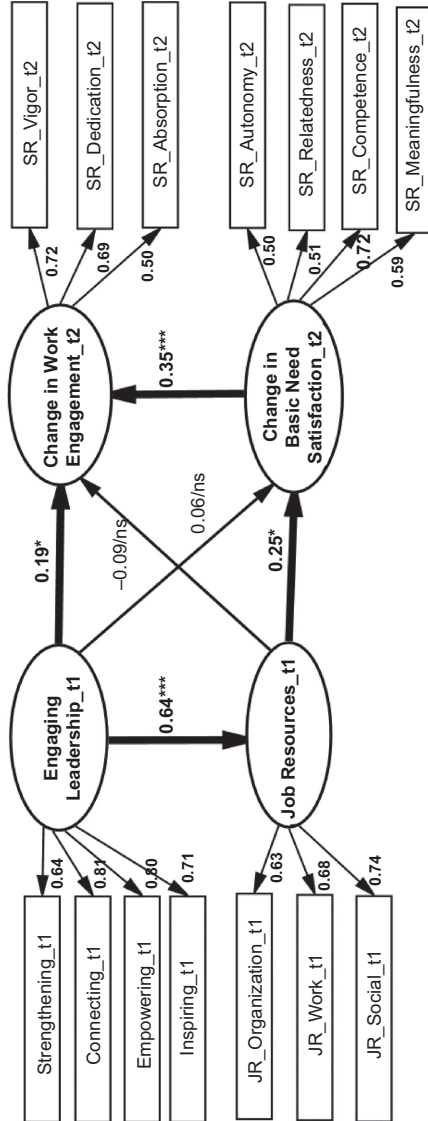 Strengthening_t1
Connecting_t1
Empowering_t1
Inspiring_t1
0.64
0.81
0.80
0.71
Engaging
Leadership_t1
0.19*
Change in Work
Engagement_t2
0.72
0.69
0.50
SR_Vigor_t2
SR_Dedication_t2
SR_Absorption_t2
0.64***
–0.09/ns
0.06/ns
0.35***
JR_Organization_t1
JR_Work_t1
JR_Social_t1
0.63
0.68
0.74
Job Resources_t1
0.25*
Change in
Basic Need
Satisfaction_t2
0.50
0.51
0.72
0.59
SR_Autonomy_t2
SR_Relatedness_t2
SR_Competence_t2
SR_Meaningfulness_t2